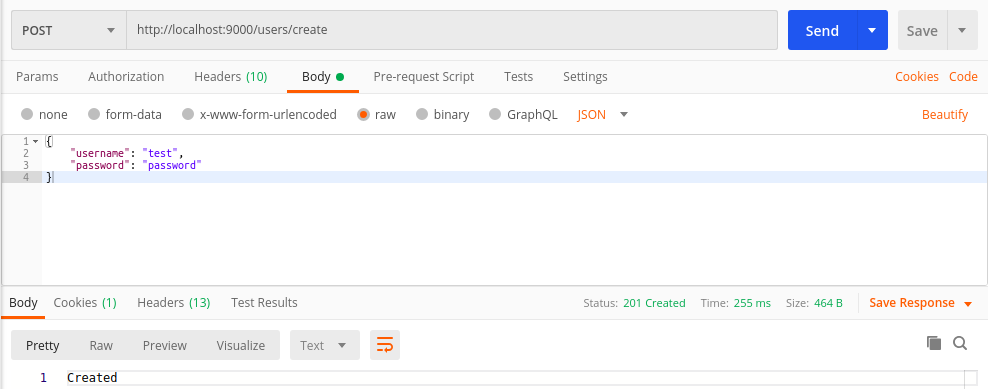 POST http://localhost:9000/users/create Send Save
Params Authorization Headers (10) Body Pre-request Script Tests Settings Cookies Code
none form-data x-www-form-urlencoded raw binary GraphQL JSON Beautify
1 {
2 "username": "test",
3 "password": "password"
4 }
Body Cookies (1) Headers (13) Test Results Status: 201 Created Time: 255 ms Size: 464 B Save Response
Pretty Raw Preview Visualize Text
1 Created